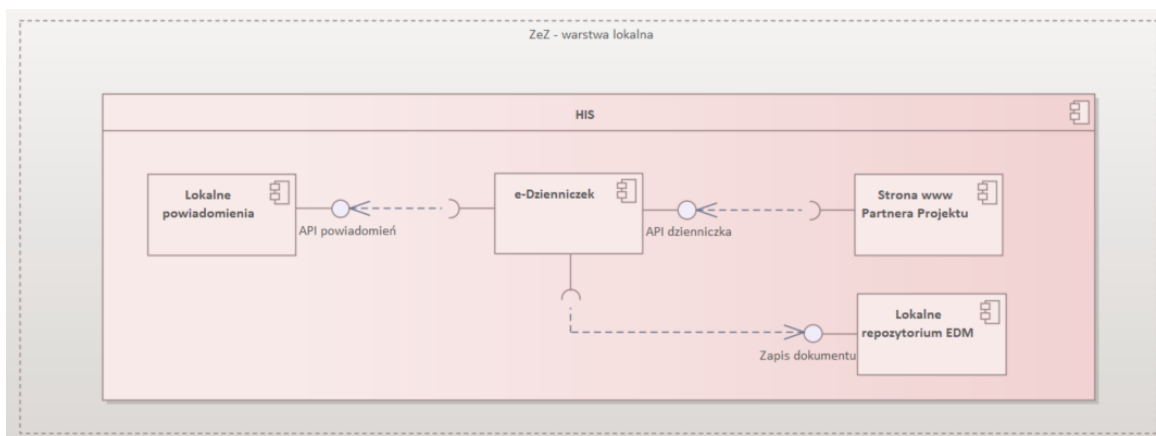 ZeZ - warstwa lokalna
HIS
Lokalne
powiadomienia
API powiadomień
e-Dzienniczek
API dzienniczka
Strona www
Partnera Projektu
Lokalne
repozytorium EDM
Zapis dokumentu